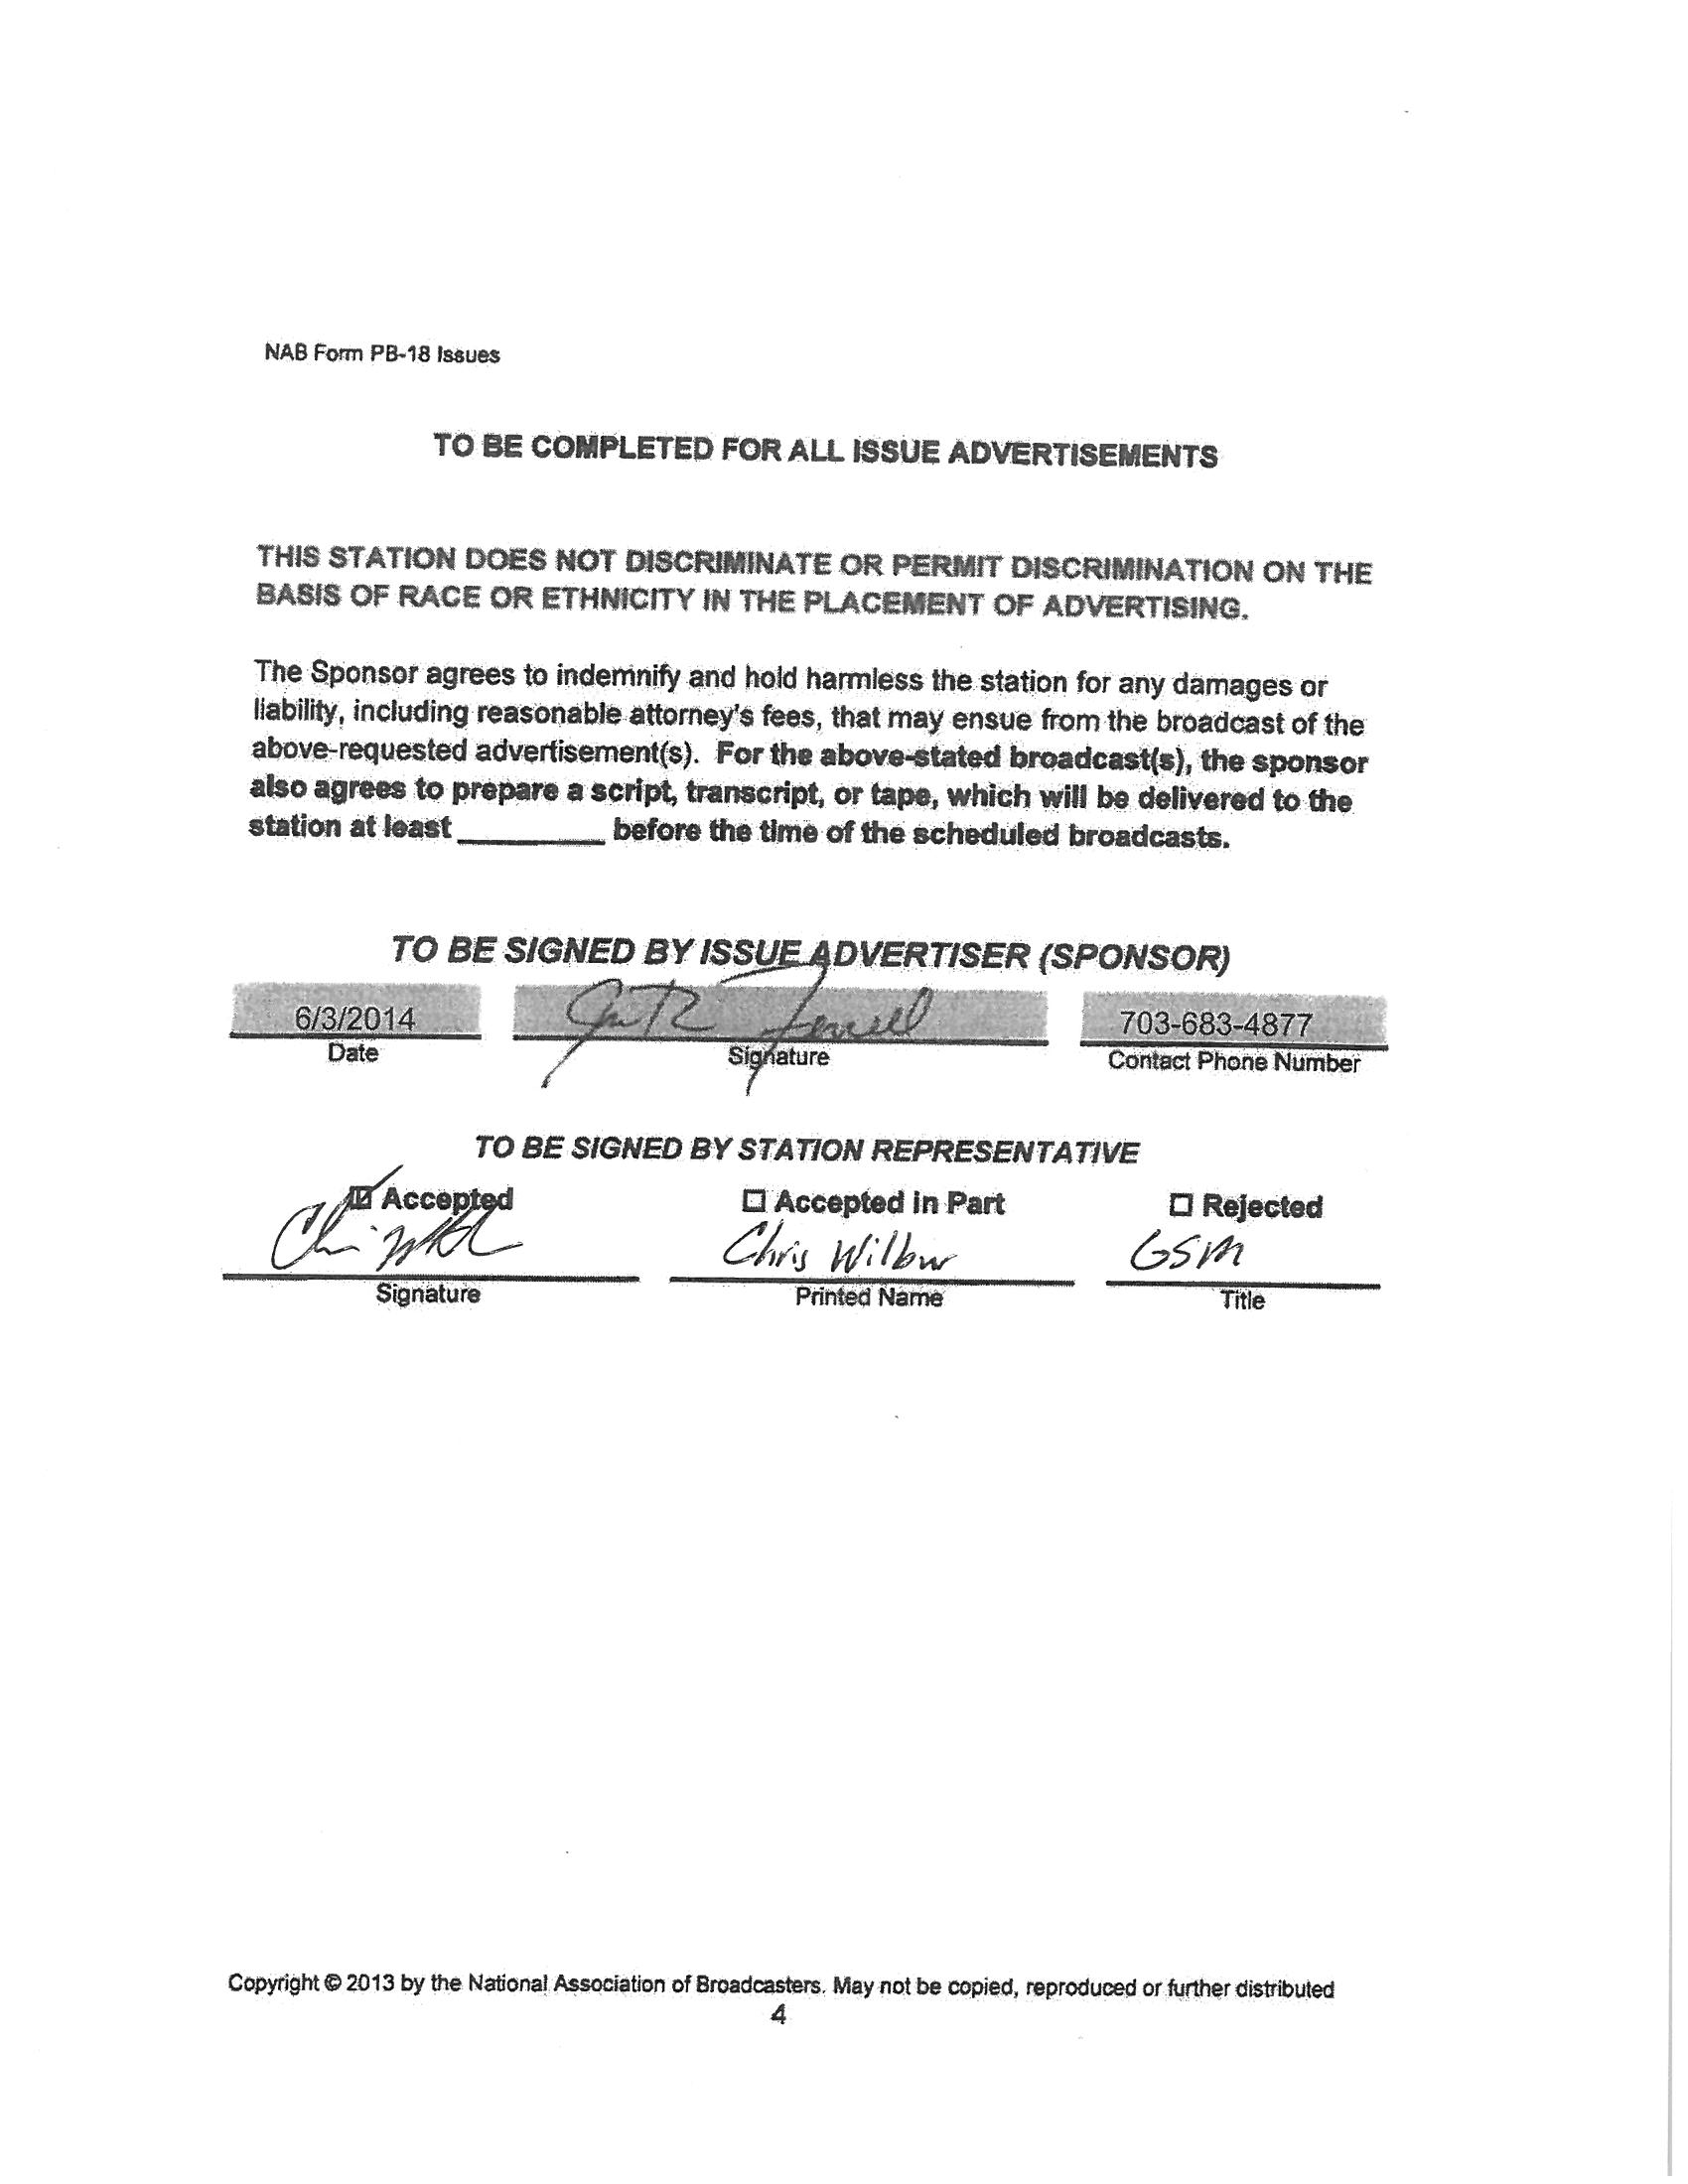 NAB Form PB-18 Issues
TO BE COMPLETED FOR ALL ISSUE ADVERTISEMENTS
THIS STATION DOES NOT DISCRIMINATE OR PERMIT DISCRIMINATION ON THE
BASIS OF RACE OR ETHNICITY IN THE PLACEMENT OF ADVERTISING.
The Sponsor agrees to indemnify and hold harmless the station for any damages or
liability, including reasonable attorney's fees, that may ensue from the broadcast of the
above-requested advertisement(s). For the above-stated broadcast(s), the sponsor
also agrees to prepare a script, transcript, or tape, which will be delivered to the
station at least ________ before the time of the scheduled broadcasts.
TO BE SIGNED BY ISSUE ADVERTISER (SPONSOR)
6/3/2014 703-683-4877
Date Signature Contact Phone Number
TO BE SIGNED BY STATION REPRESENTATIVE
Accepted Accepted in Part Rejected
Chris Wilbur GSM
Signature Printed Name Title
Copyright © 2013 by the National Association of Broadcasters. May not be copied, reproduced or further distributed
4